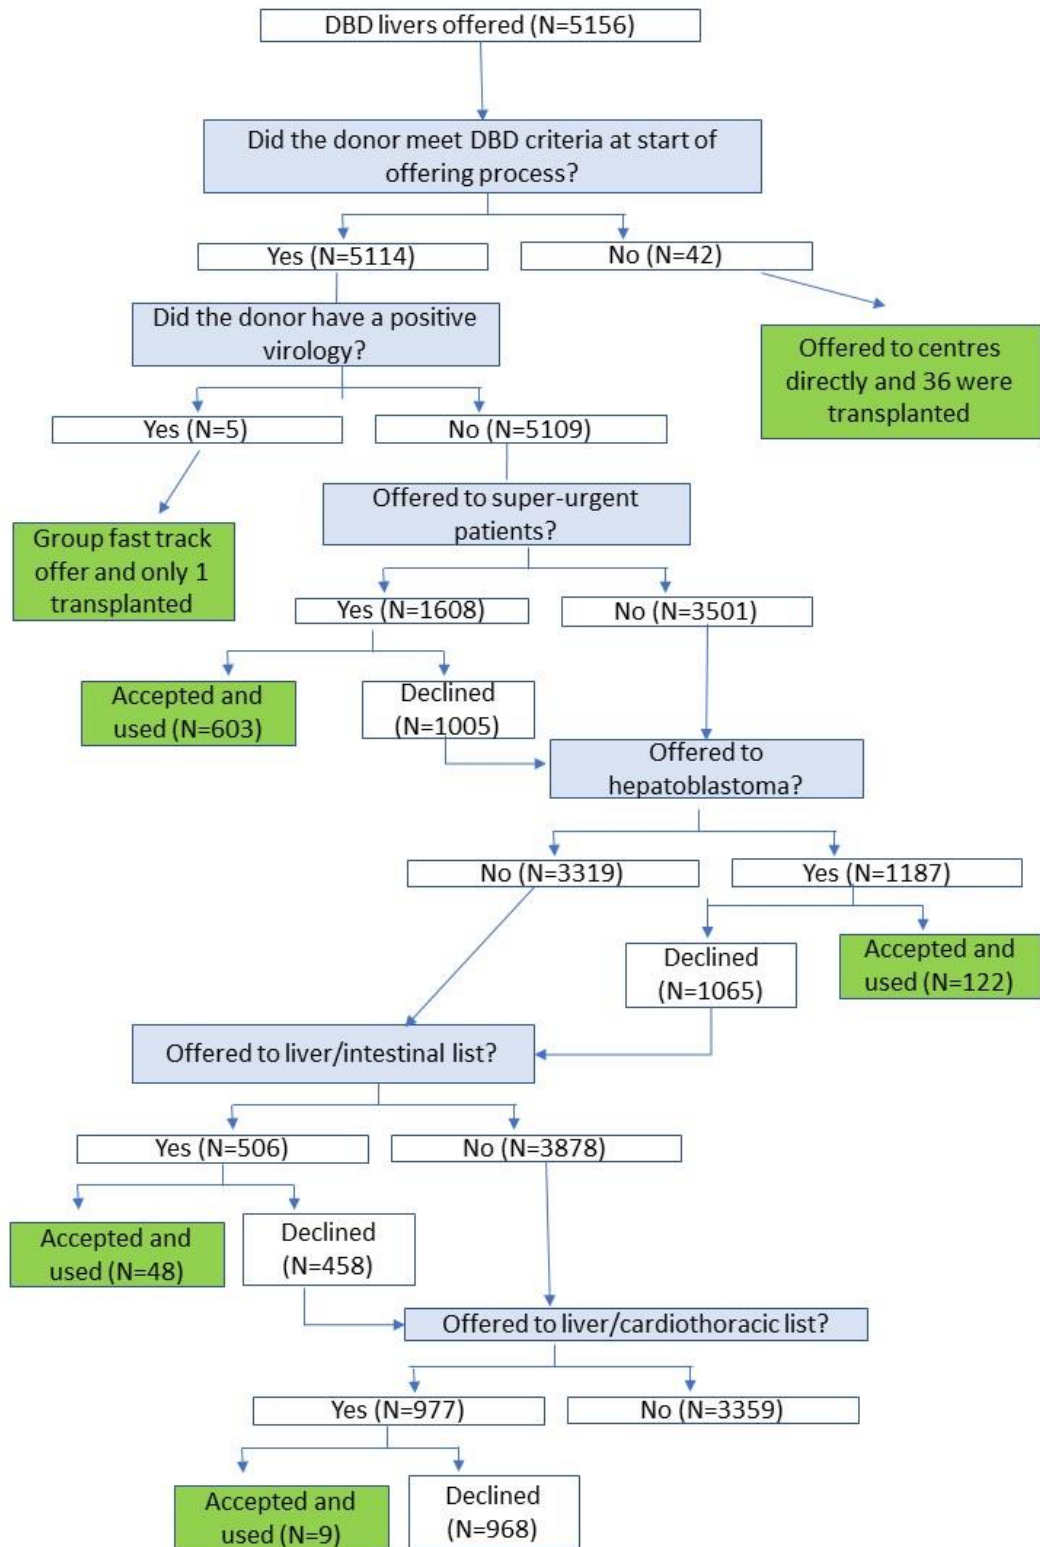 DBD livers offered (N=5156)
Did the donor meet DBD criteria at start of
offering process?
Yes (N=5114)
No (N=42)
Did the donor have a positive
virology?
Offered to centres
directly and 36 were
transplanted
Yes (N=5)
No (N=5109)
Offered to super-urgent
patients?
Group fast track
offer and only 1
transplanted
Yes (N=1608)
No (N=3501)
Accepted and
used (N=603)
Declined
(N=1005)
Offered to
hepatoblastoma?
No (N=3319)
Yes (N=1187)
Declined
(N=1065)
Accepted and
used (N=122)
Offered to liver/intestinal list?
Yes (N=506)
No (N=3878)
Accepted and
used (N=48)
Declined
(N=458)
Offered to liver/cardiothoracic list?
Yes (N=977)
No (N=3359)
Accepted and
used (N=9)
Declined
(N=968)